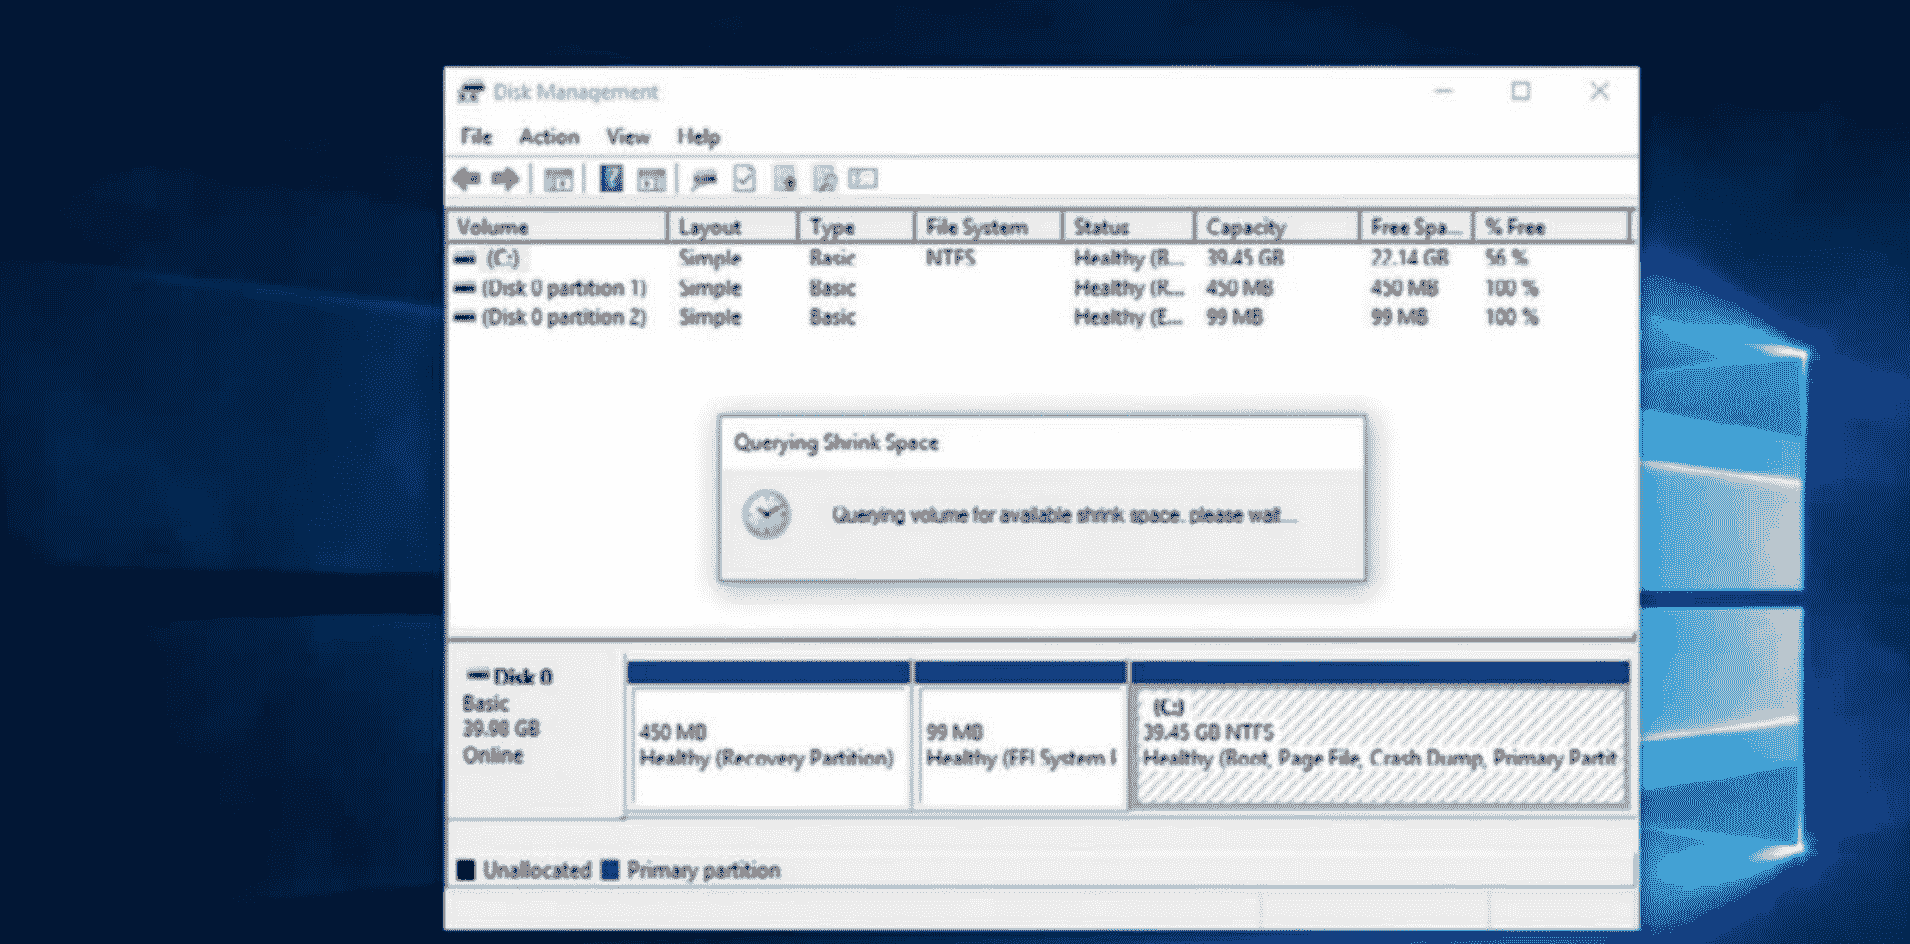 Disk Management
File Action View Help
Volume Layout Type File System Status Capacity Free Spa... % Free
(C:) Simple Basic NTFS Healthy (B... 39.45 GB 22.14 GB 56 %
(Disk 0 partition 1) Simple Basic Healthy (R... 450 MB 450 MB 100 %
(Disk 0 partition 2) Simple Basic Healthy (E... 99 MB 99 MB 100 %
Querying Shrink Space
Querying volume for available shrink space, please wait...
Disk 0
Basic
39.98 GB
Online
450 MB
Healthy (Recovery Partition)
99 MB
Healthy (EFI System
(C:)
39.45 GB NTFS
Healthy (Boot, Page File, Crash Dump, Primary Partit
Unallocated Primary partition